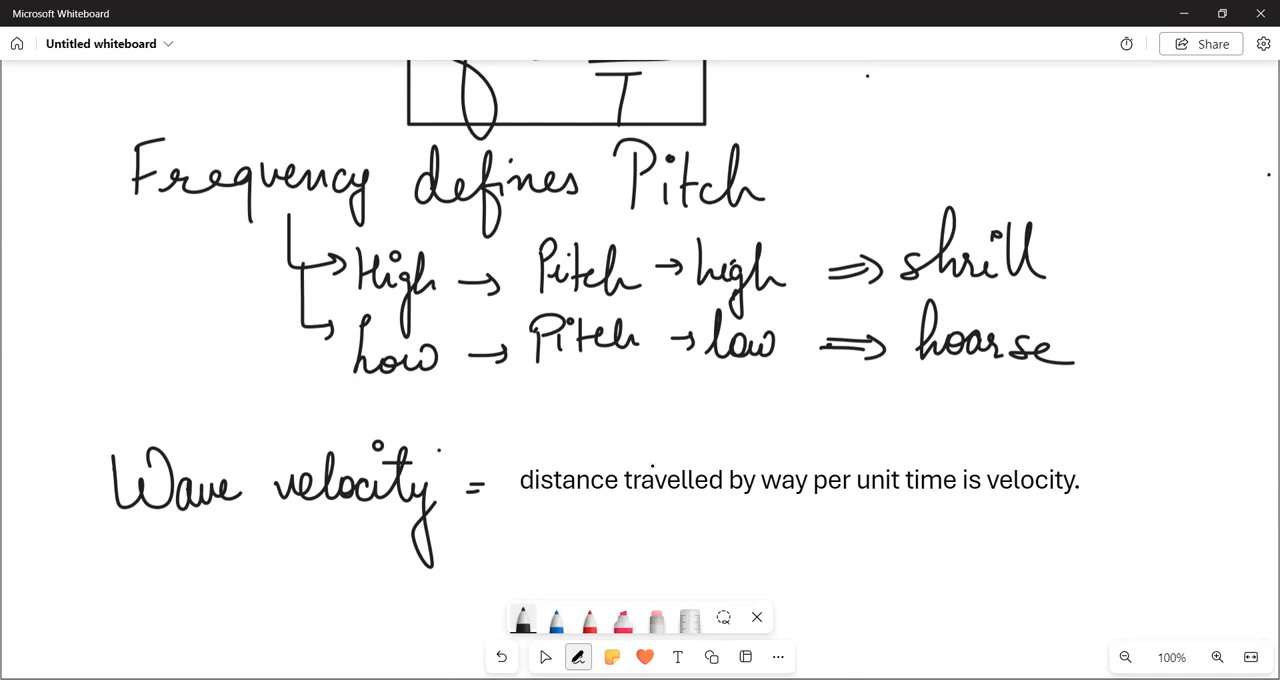 Microsoft Whiteboard
Untitled whiteboard
Share
T
Frequency defines Pitch
High → Pitch → high ⇒ shrill
Low → Pitch → low ⇒ hoarse
Wave velocity = distance travelled by way per unit time is velocity.
100%